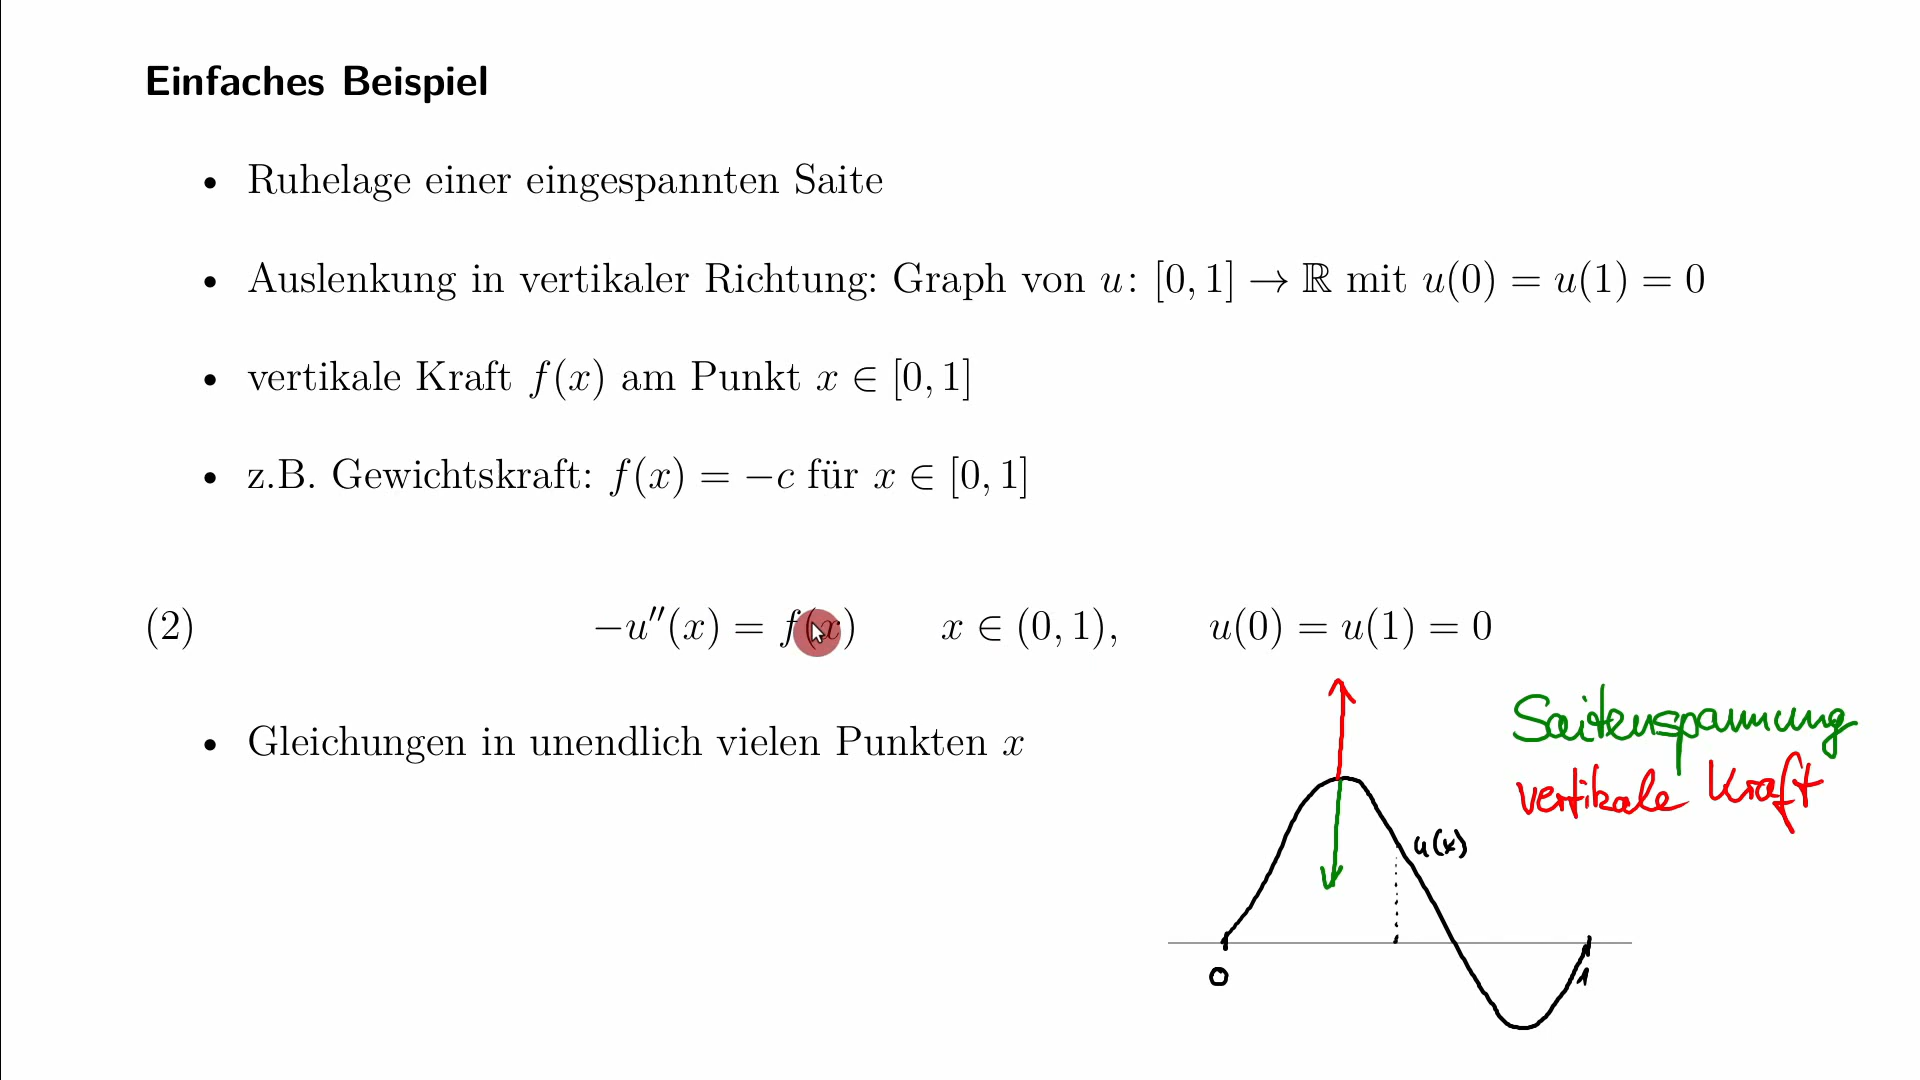 Einfaches Beispiel
• Ruhelage einer eingespannten Saite
• Auslenkung in vertikaler Richtung: Graph von u: [0, 1] → ℝ mit u(0) = u(1) = 0
• vertikale Kraft f(x) am Punkt x ∈ [0, 1]
• z.B. Gewichtskraft: f(x) = −c für x ∈ [0, 1]
(2) −u′′(x) = f(x) x ∈ (0, 1), u(0) = u(1) = 0
• Gleichungen in unendlich vielen Punkten x
Saitenspannung
vertikale Kraft
u(x)
0 1